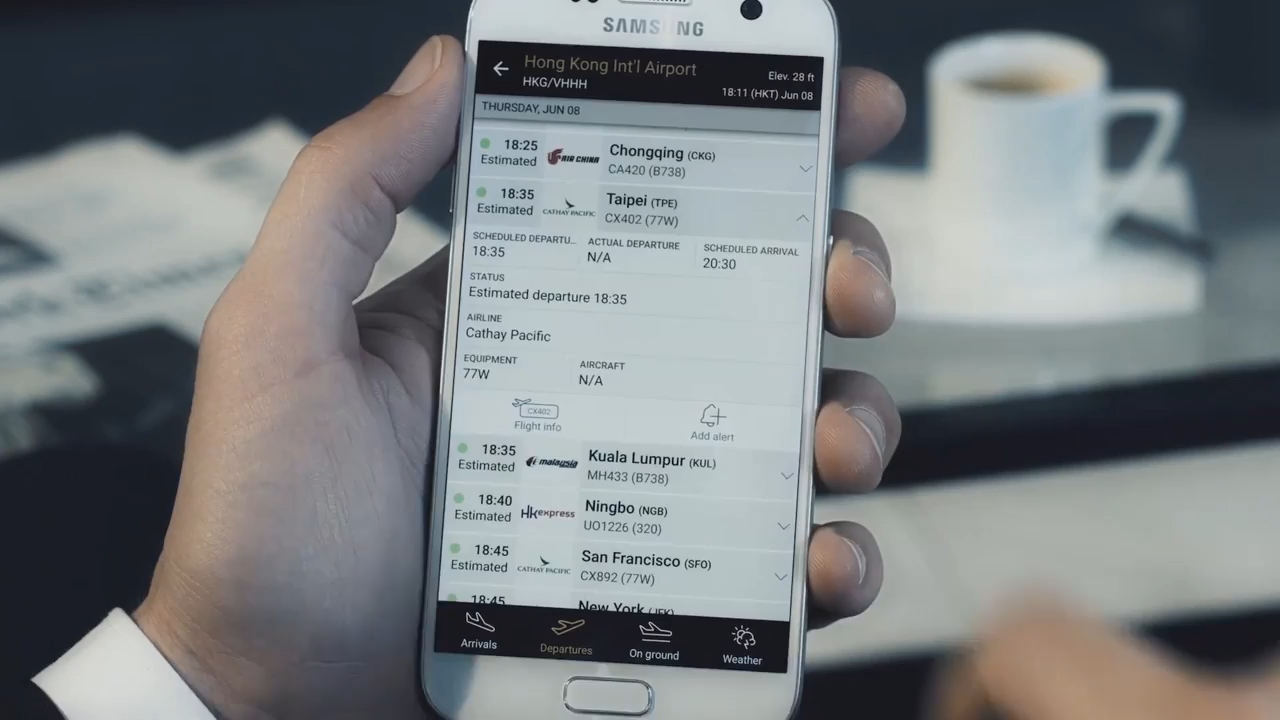 SAMSUNG
Hong Kong Int'l Airport
HKG/VHHH
Elev. 28 ft
18:11 (HKT) Jun 08
THURSDAY, JUN 08
18:25
Estimated
AIR CHINA
Chongqing (CKG)
CA420 (B738)
18:35
Estimated
CATHAY PACIFIC
Taipei (TPE)
CX402 (77W)
SCHEDULED DEPARTU...
18:35
ACTUAL DEPARTURE
N/A
SCHEDULED ARRIVAL
20:30
STATUS
Estimated departure 18:35
AIRLINE
Cathay Pacific
EQUIPMENT
77W
AIRCRAFT
N/A
CX402
Flight info
Add alert
18:35
Estimated
malaysia
Kuala Lumpur (KUL)
MH433 (B738)
18:40
Estimated
HKexpress
Ningbo (NGB)
UO1226 (320)
18:45
Estimated
CATHAY PACIFIC
San Francisco (SFO)
CX892 (77W)
18:45
New York (JFK)
Arrivals
Departures
On ground
Weather